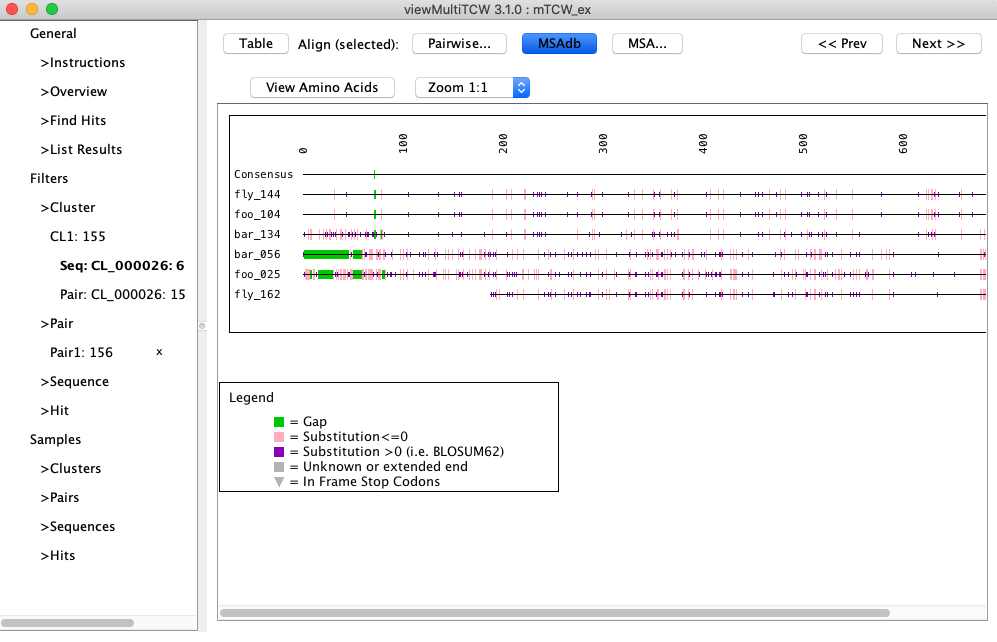 viewMultiTCW 3.1.0 : mTCW_ex
General
>Instructions
>Overview
>Find Hits
>List Results
Filters
>Cluster
CL1: 155
Seq: CL_000026: 6
Pair: CL_000026: 15
>Pair
Pair1: 156 x
>Sequence
>Hit
Samples
>Clusters
>Pairs
>Sequences
>Hits
Table Align (selected): Pairwise... MSAdb MSA... << Prev Next >>
View Amino Acids Zoom 1:1
0 100 200 300 400 500 600
Consensus
fly_144
foo_104
bar_134
bar_056
foo_025
fly_162
Legend
= Gap
= Substitution<=0
= Substitution >0 (i.e. BLOSUM62)
= Unknown or extended end
= In Frame Stop Codons